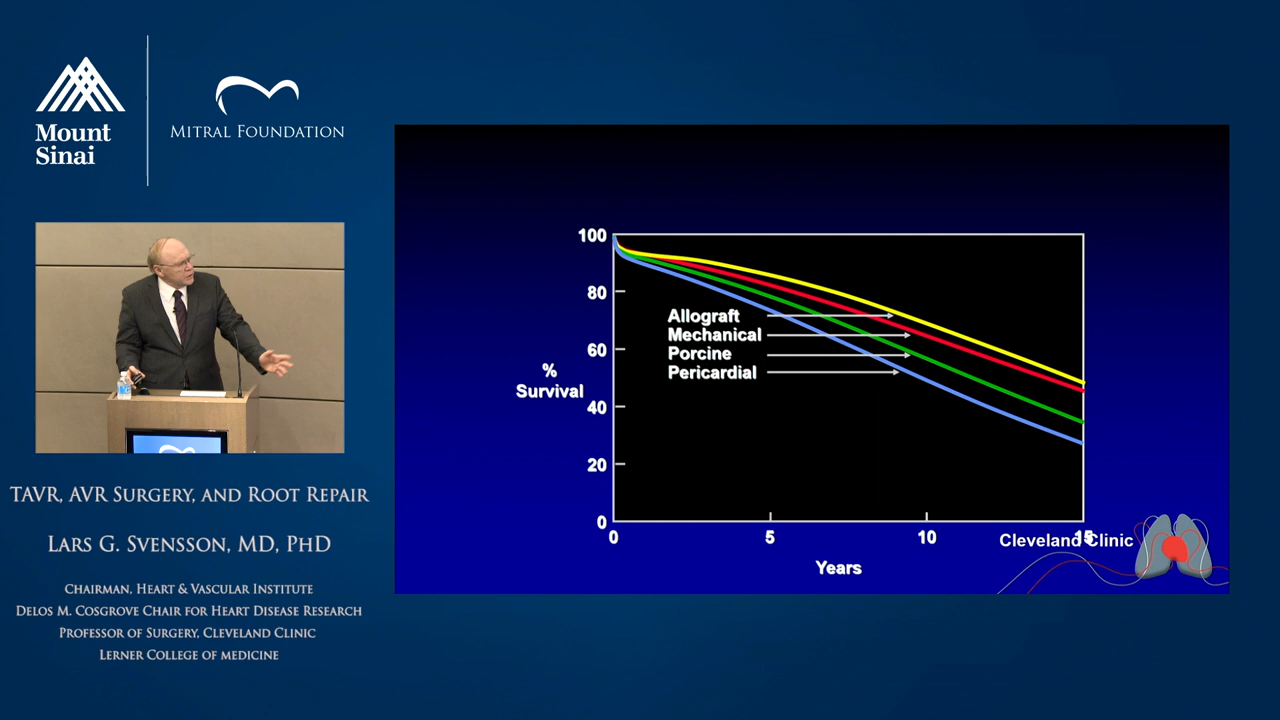 Mount
Sinai
MITRAL FOUNDATION
TAVR, AVR SURGERY, AND ROOT REPAIR
LARS G. SVENSSON, MD, PHD
CHAIRMAN, HEART & VASCULAR INSTITUTE
DELOS M. COSGROVE CHAIR FOR HEART DISEASE RESEARCH
PROFESSOR OF SURGERY, CLEVELAND CLINIC
LERNER COLLEGE OF MEDICINE
100
80
60
40
20
0
%
Survival
Allograft
Mechanical
Porcine
Pericardial
0 5 10 15
Years
Cleveland Clinic